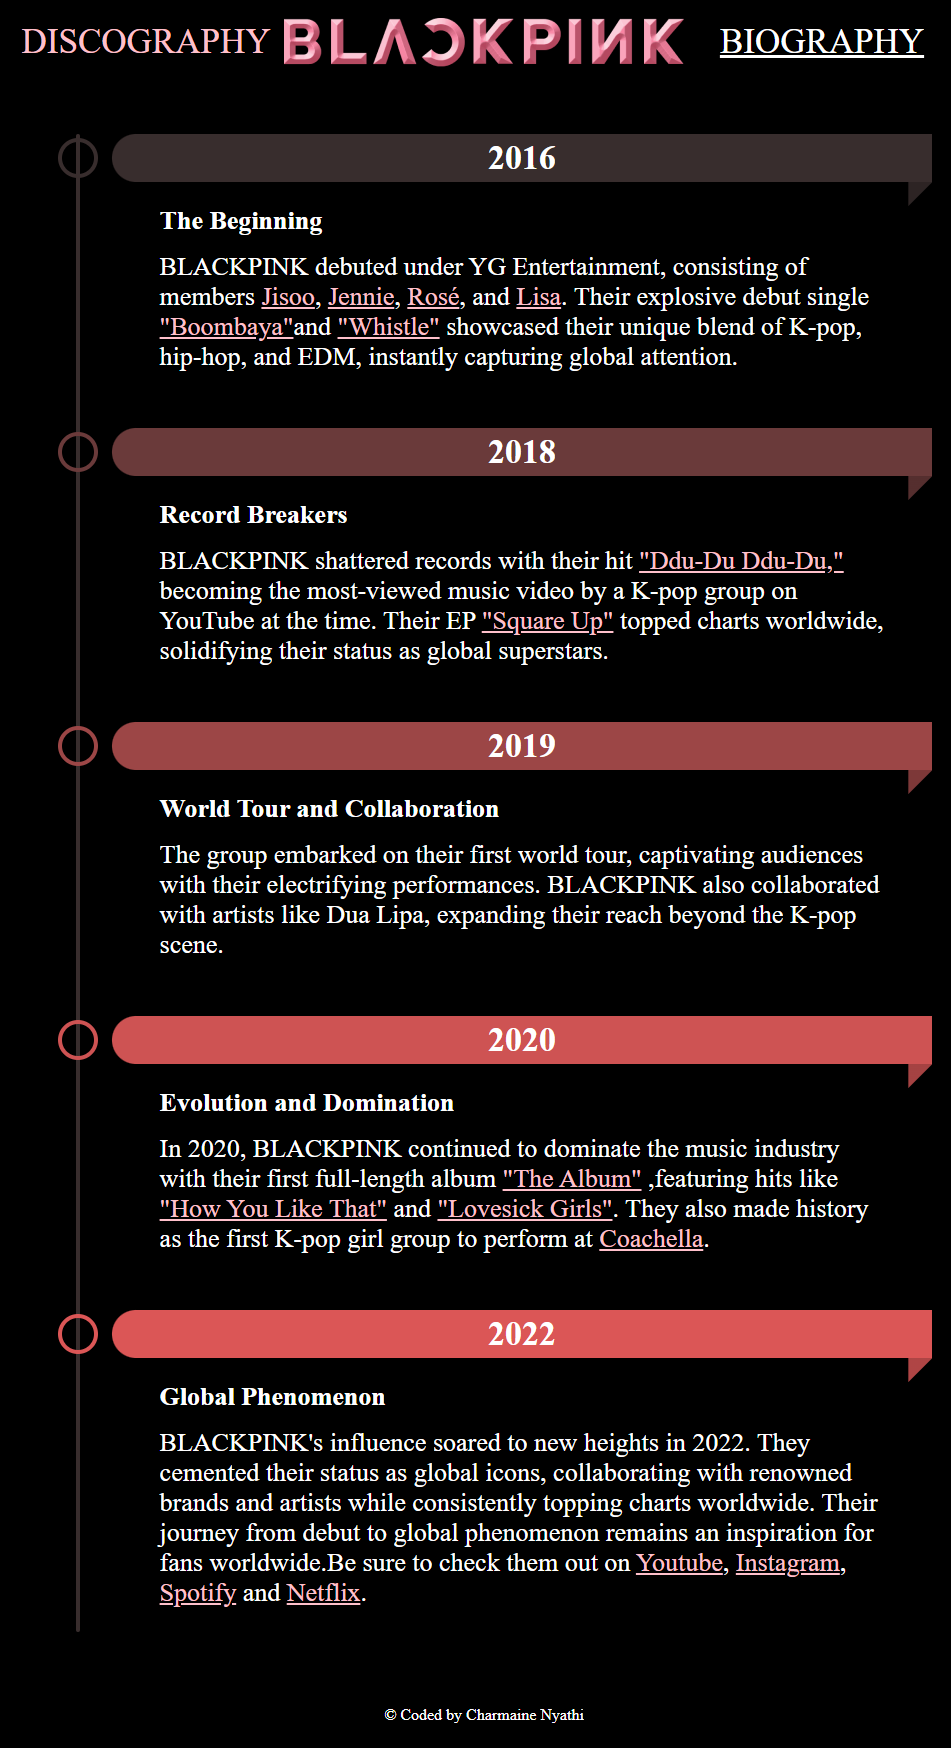 DISCOGRAPHY BLACKPINK BIOGRAPHY
2016
The Beginning
BLACKPINK debuted under YG Entertainment, consisting of
members Jisoo, Jennie, Rosé, and Lisa. Their explosive debut single
"Boombaya"and "Whistle" showcased their unique blend of K-pop,
hip-hop, and EDM, instantly capturing global attention.
2018
Record Breakers
BLACKPINK shattered records with their hit "Ddu-Du Ddu-Du,"
becoming the most-viewed music video by a K-pop group on
YouTube at the time. Their EP "Square Up" topped charts worldwide,
solidifying their status as global superstars.
2019
World Tour and Collaboration
The group embarked on their first world tour, captivating audiences
with their electrifying performances. BLACKPINK also collaborated
with artists like Dua Lipa, expanding their reach beyond the K-pop
scene.
2020
Evolution and Domination
In 2020, BLACKPINK continued to dominate the music industry
with their first full-length album "The Album" ,featuring hits like
"How You Like That" and "Lovesick Girls". They also made history
as the first K-pop girl group to perform at Coachella.
2022
Global Phenomenon
BLACKPINK's influence soared to new heights in 2022. They
cemented their status as global icons, collaborating with renowned
brands and artists while consistently topping charts worldwide. Their
journey from debut to global phenomenon remains an inspiration for
fans worldwide.Be sure to check them out on Youtube, Instagram,
Spotify and Netflix.
© Coded by Charmaine Nyathi